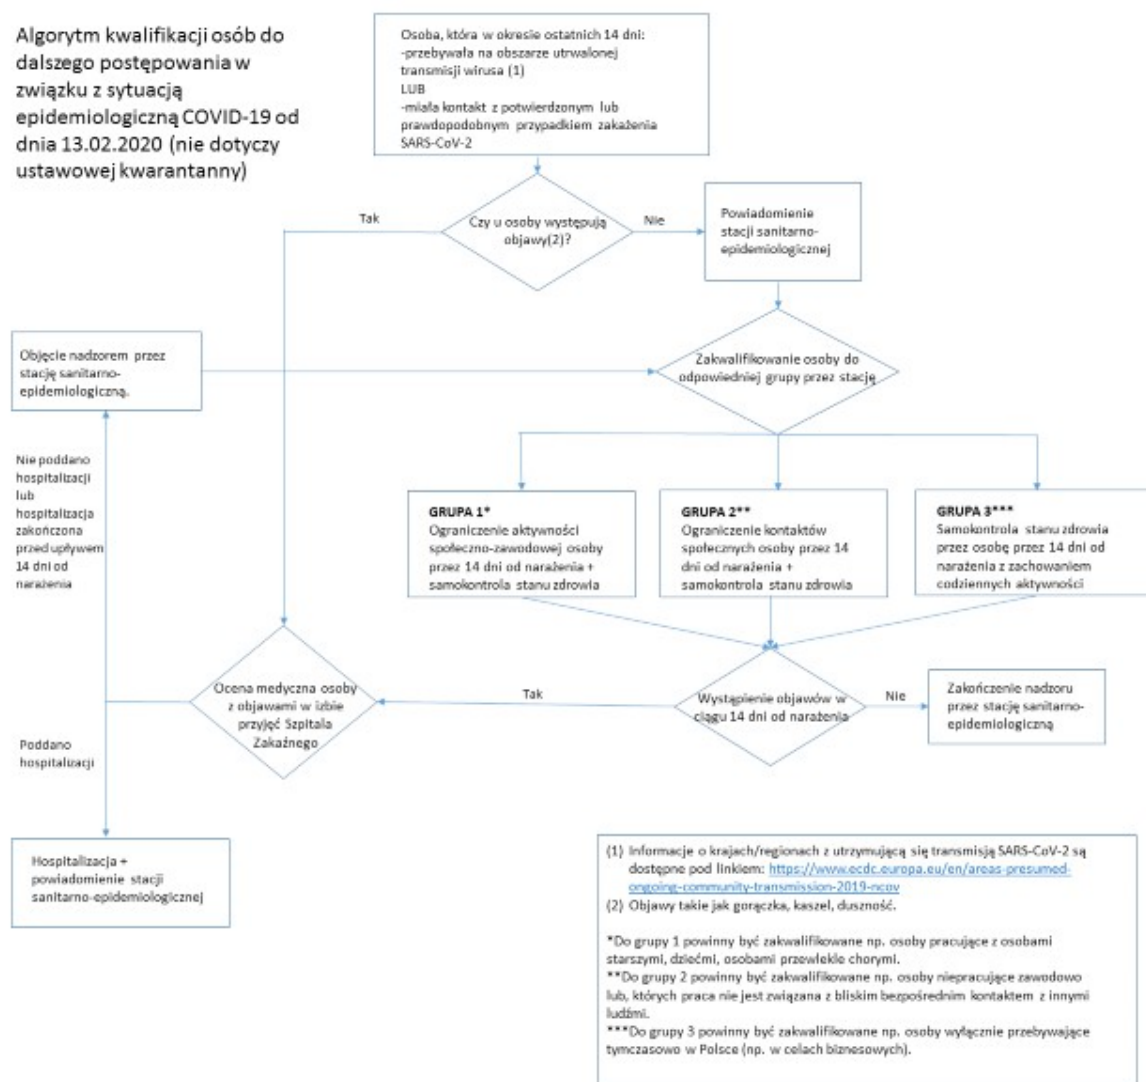 Algorytm kwalifikacji osób do
dalszego postępowania w
związku z sytuacją
epidemiologiczną COVID-19 od
dnia 13.02.2020 (nie dotyczy
ustawowej kwarantanny)
Osoba, która w okresie ostatnich 14 dni:
-przebywała na obszarze utrwalonej
transmisji wirusa (1)
LUB
-miała kontakt z potwierdzonym lub
prawdopodobnym przypadkiem zakażenia
SARS-CoV-2
Tak
Czy u osoby występują
objawy(2)?
Nie
Powiadomienie
stacji sanitarno-
epidemiologicznej
Objęcie nadzorem przez
stację sanitarno-
epidemiologiczną.
Zakwalifikowanie osoby do
odpowiedniej grupy przez stację
Nie poddano
hospitalizacji
lub
hospitalizacja
zakończona
przed upływem
14 dni od
narażenia
GRUPA 1*
Ograniczenie aktywności
społeczno-zawodowej osoby
przez 14 dni od narażenia +
samokontrola stanu zdrowia
GRUPA 2**
Ograniczenie kontaktów
społecznych osoby przez 14
dni od narażenia +
samokontrola stanu zdrowia
GRUPA 3***
Samokontrola stanu zdrowia
przez osobę przez 14 dni od
narażenia z zachowaniem
codziennych aktywności
Ocena medyczna osoby
z objawami w izbie
przyjęć Szpitala
Zakaźnego
Tak
Wystąpienie objawów w
ciągu 14 dni od narażenia
Nie
Zakończenie nadzoru
przez stację sanitarno-
epidemiologiczną
Poddano
hospitalizacji
Hospitalizacja +
powiadomienie stacji
sanitarno-epidemiologicznej
(1) Informacje o krajach/regionach z utrzymującą się transmisją SARS-CoV-2 są
dostępne pod linkiem: https://www.ecdc.europa.eu/en/areas-presumed-
ongoing-community-transmission-2019-ncov
(2) Objawy takie jak gorączka, kaszel, duszność.
*Do grupy 1 powinny być zakwalifikowane np. osoby pracujące z osobami
starszymi, dziećmi, osobami przewlekle chorymi.
**Do grupy 2 powinny być zakwalifikowane np. osoby niepracujące zawodowo
lub, których praca nie jest związana z bliskim bezpośrednim kontaktem z innymi
ludźmi.
***Do grupy 3 powinny być zakwalifikowane np. osoby wyłącznie przebywające
tymczasowo w Polsce (np. w celach biznesowych).